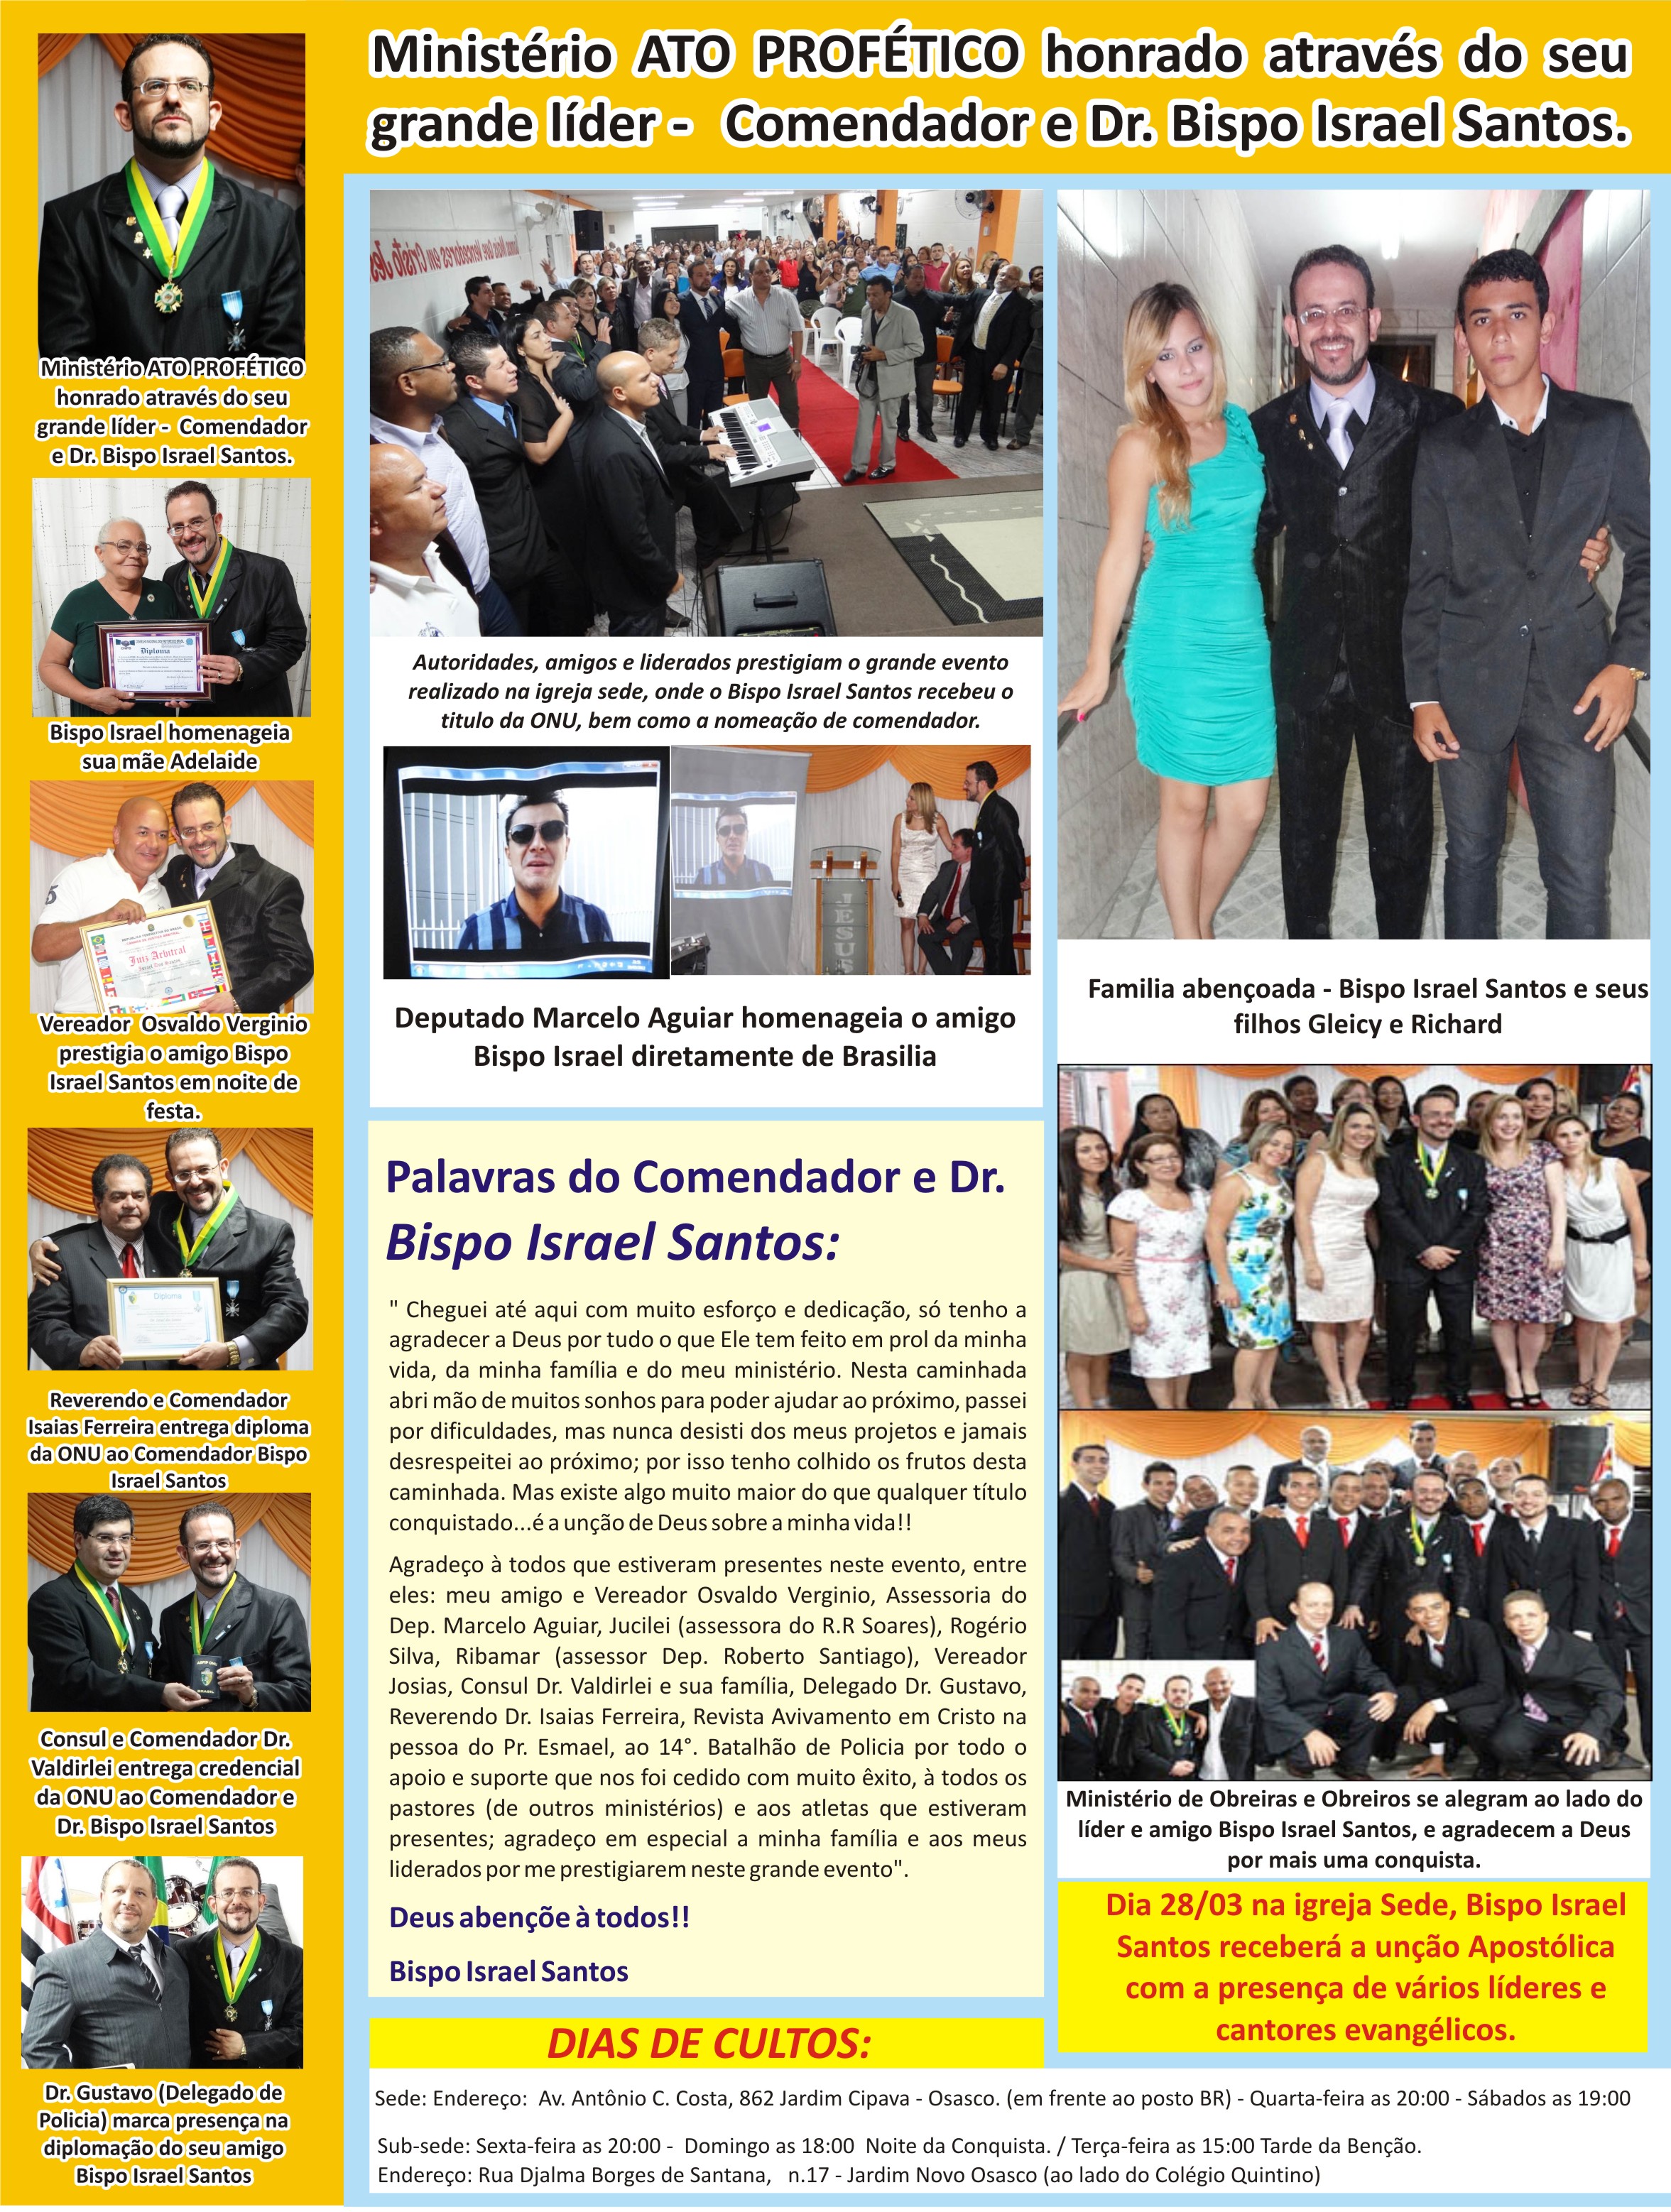 Ministério ATO PROFÉTICO honrado através do seu
grande líder - Comendador e Dr. Bispo Israel Santos.
Ministério ATO PROFÉTICO
honrado através do seu
grande líder - Comendador
e Dr. Bispo Israel Santos.
Diploma
Bispo Israel homenageia
sua mãe Adelaide
Juiz Arbitral
Vereador Osvaldo Verginio
prestigia o amigo Bispo
Israel Santos em noite de
festa.
Diploma
Reverendo e Comendador
Isaias Ferreira entrega diploma
da ONU ao Comendador Bispo
Israel Santos
BRASIL
Consul e Comendador Dr.
Valdirlei entrega credencial
da ONU ao Comendador e
Dr. Bispo Israel Santos
Dr. Gustavo (Delegado de
Policia) marca presença na
diplomação do seu amigo
Bispo Israel Santos
Autoridades, amigos e liderados prestigiam o grande evento
realizado na igreja sede, onde o Bispo Israel Santos recebeu o
titulo da ONU, bem como a nomeação de comendador.
JESUS
Deputado Marcelo Aguiar homenageia o amigo
Bispo Israel diretamente de Brasilia
Palavras do Comendador e Dr.
Bispo Israel Santos:
" Cheguei até aqui com muito esforço e dedicação, só tenho a
agradecer a Deus por tudo o que Ele tem feito em prol da minha
vida, da minha família e do meu ministério. Nesta caminhada
abri mão de muitos sonhos para poder ajudar ao próximo, passei
por dificuldades, mas nunca desisti dos meus projetos e jamais
desrespeitei ao próximo; por isso tenho colhido os frutos desta
caminhada. Mas existe algo muito maior do que qualquer título
conquistado...é a unção de Deus sobre a minha vida!!
Agradeço à todos que estiveram presentes neste evento, entre
eles: meu amigo e Vereador Osvaldo Verginio, Assessoria do
Dep. Marcelo Aguiar, Jucilei (assessora do R.R Soares), Rogério
Silva, Ribamar (assessor Dep. Roberto Santiago), Vereador
Josias, Consul Dr. Valdirlei e sua família, Delegado Dr. Gustavo,
Reverendo Dr. Isaias Ferreira, Revista Avivamento em Cristo na
pessoa do Pr. Esmael, ao 14°. Batalhão de Policia por todo o
apoio e suporte que nos foi cedido com muito êxito, à todos os
pastores (de outros ministérios) e aos atletas que estiveram
presentes; agradeço em especial a minha família e aos meus
liderados por me prestigiarem neste grande evento".
Deus abençõe à todos!!
Bispo Israel Santos
Familia abençoada - Bispo Israel Santos e seus
filhos Gleicy e Richard
Ministério de Obreiras e Obreiros se alegram ao lado do
líder e amigo Bispo Israel Santos, e agradecem a Deus
por mais uma conquista.
Dia 28/03 na igreja Sede, Bispo Israel
Santos receberá a unção Apostólica
com a presença de vários líderes e
cantores evangélicos.
DIAS DE CULTOS:
Sede: Endereço: Av. Antônio C. Costa, 862 Jardim Cipava - Osasco. (em frente ao posto BR) - Quarta-feira as 20:00 - Sábados as 19:00
Sub-sede: Sexta-feira as 20:00 - Domingo as 18:00 Noite da Conquista. / Terça-feira as 15:00 Tarde da Benção.
Endereço: Rua Djalma Borges de Santana, n.17 - Jardim Novo Osasco (ao lado do Colégio Quintino)